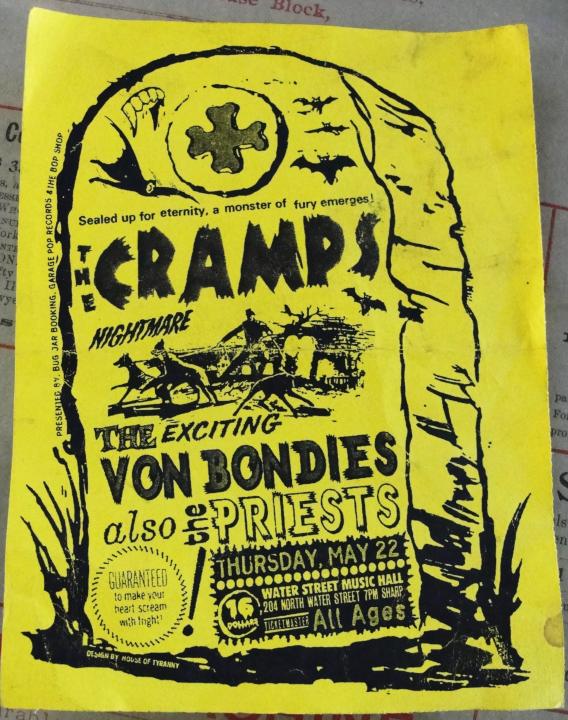 Sealed up for eternity, a monster of fury emerges!
THE CRAMPS
NIGHTMARE
THE EXCITING
VON BONDIES
also the PRIESTS
GUARANTEED
to make your
heart scream
with fright!
!
THURSDAY, MAY 22
16
DOLLARS
WATER STREET MUSIC HALL
204 NORTH WATER STREET 7PM SHARP
TICKETMASTER All Ages
DESIGN BY HOUSE OF TYRANNY
PRESENTED BY: BUG JAR BOOKING, GARAGE POP RECORDS & THE BOP SHOP
use Block,